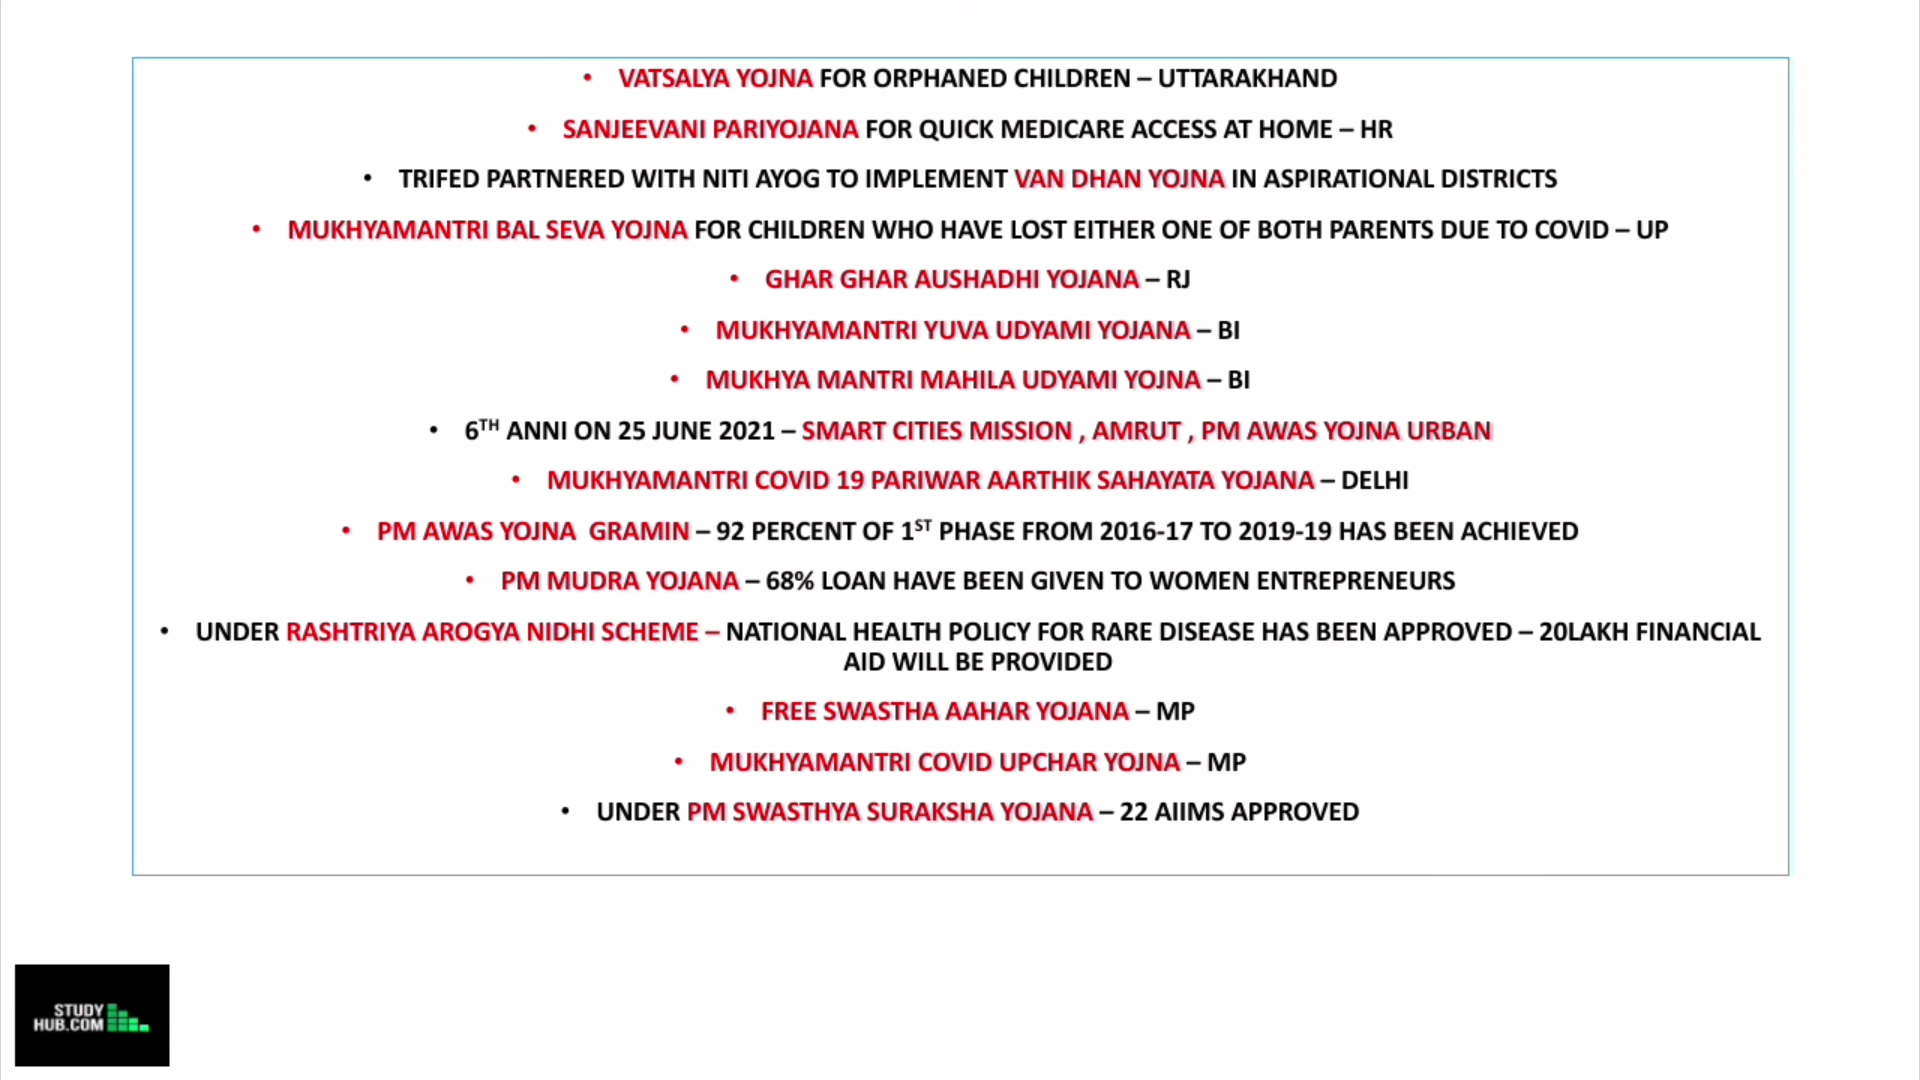 • VATSALYA YOJNA FOR ORPHANED CHILDREN – UTTARAKHAND
• SANJEEVANI PARIYOJANA FOR QUICK MEDICARE ACCESS AT HOME – HR
• TRIFED PARTNERED WITH NITI AYOG TO IMPLEMENT VAN DHAN YOJNA IN ASPIRATIONAL DISTRICTS
• MUKHYAMANTRI BAL SEVA YOJNA FOR CHILDREN WHO HAVE LOST EITHER ONE OF BOTH PARENTS DUE TO COVID – UP
• GHAR GHAR AUSHADHI YOJANA – RJ
• MUKHYAMANTRI YUVA UDYAMI YOJANA – BI
• MUKHYA MANTRI MAHILA UDYAMI YOJNA – BI
• 6TH ANNI ON 25 JUNE 2021 – SMART CITIES MISSION , AMRUT , PM AWAS YOJNA URBAN
• MUKHYAMANTRI COVID 19 PARIWAR AARTHIK SAHAYATA YOJANA – DELHI
• PM AWAS YOJNA GRAMIN – 92 PERCENT OF 1ST PHASE FROM 2016-17 TO 2019-19 HAS BEEN ACHIEVED
• PM MUDRA YOJANA – 68% LOAN HAVE BEEN GIVEN TO WOMEN ENTREPRENEURS
• UNDER RASHTRIYA AROGYA NIDHI SCHEME – NATIONAL HEALTH POLICY FOR RARE DISEASE HAS BEEN APPROVED – 20LAKH FINANCIAL
AID WILL BE PROVIDED
• FREE SWASTHA AAHAR YOJANA – MP
• MUKHYAMANTRI COVID UPCHAR YOJNA – MP
• UNDER PM SWASTHYA SURAKSHA YOJANA – 22 AIIMS APPROVED
STUDY
HUB.COM